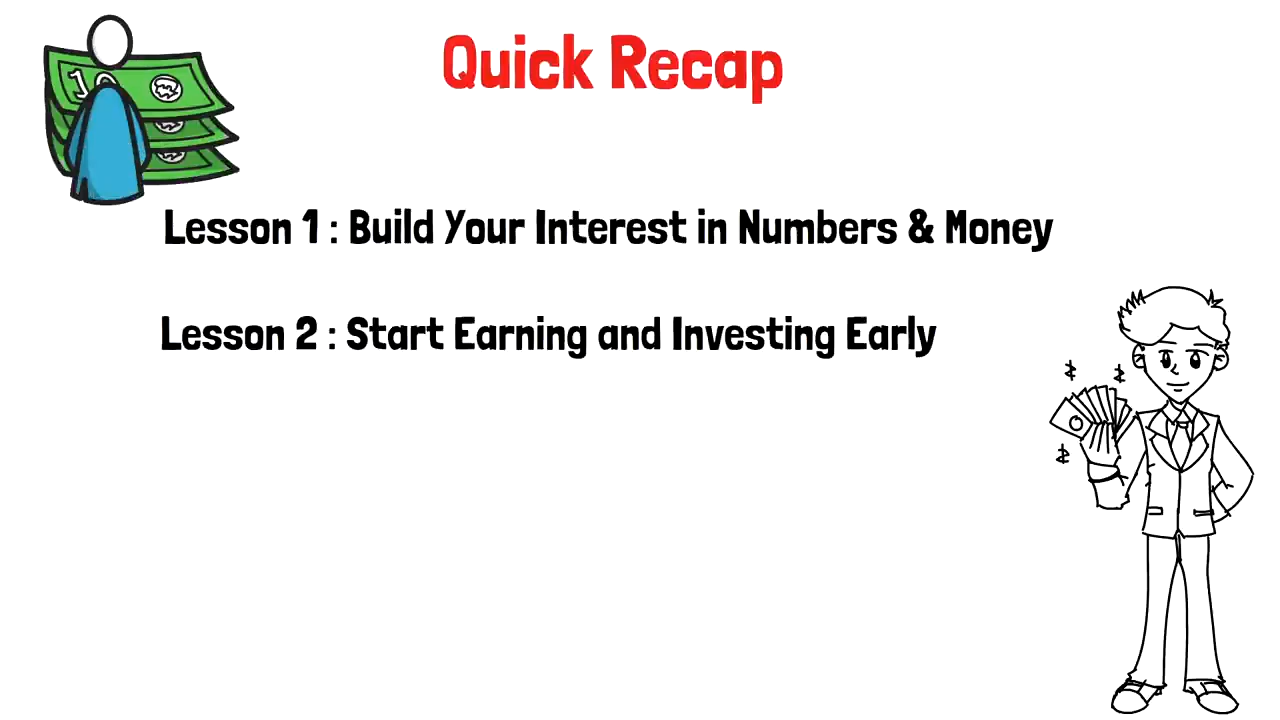 Quick Recap
Lesson 1 : Build Your Interest in Numbers & Money
Lesson 2 : Start Earning and Investing Early